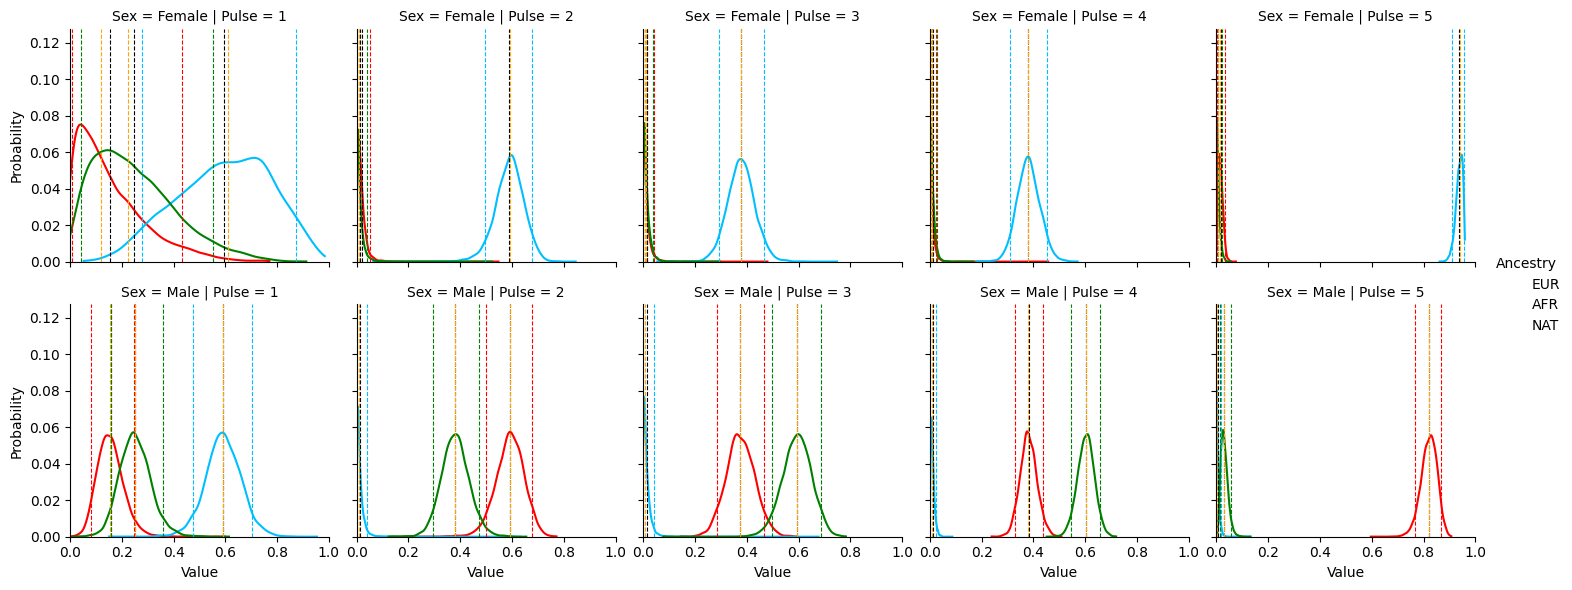 Sex = Female | Pulse = 1
Sex = Female | Pulse = 2
Sex = Female | Pulse = 3
Sex = Female | Pulse = 4
Sex = Female | Pulse = 5
0.12
0.10
0.08
0.06
0.04
0.02
0.00
Probability
Ancestry
EUR
AFR
NAT
Sex = Male | Pulse = 1
Sex = Male | Pulse = 2
Sex = Male | Pulse = 3
Sex = Male | Pulse = 4
Sex = Male | Pulse = 5
0.12
0.10
0.08
0.06
0.04
0.02
0.00
Probability
0.0 0.2 0.4 0.6 0.8 1.0
0.0 0.2 0.4 0.6 0.8 1.0
0.0 0.2 0.4 0.6 0.8 1.0
0.0 0.2 0.4 0.6 0.8 1.0
0.0 0.2 0.4 0.6 0.8 1.0
Value
Value
Value
Value
Value